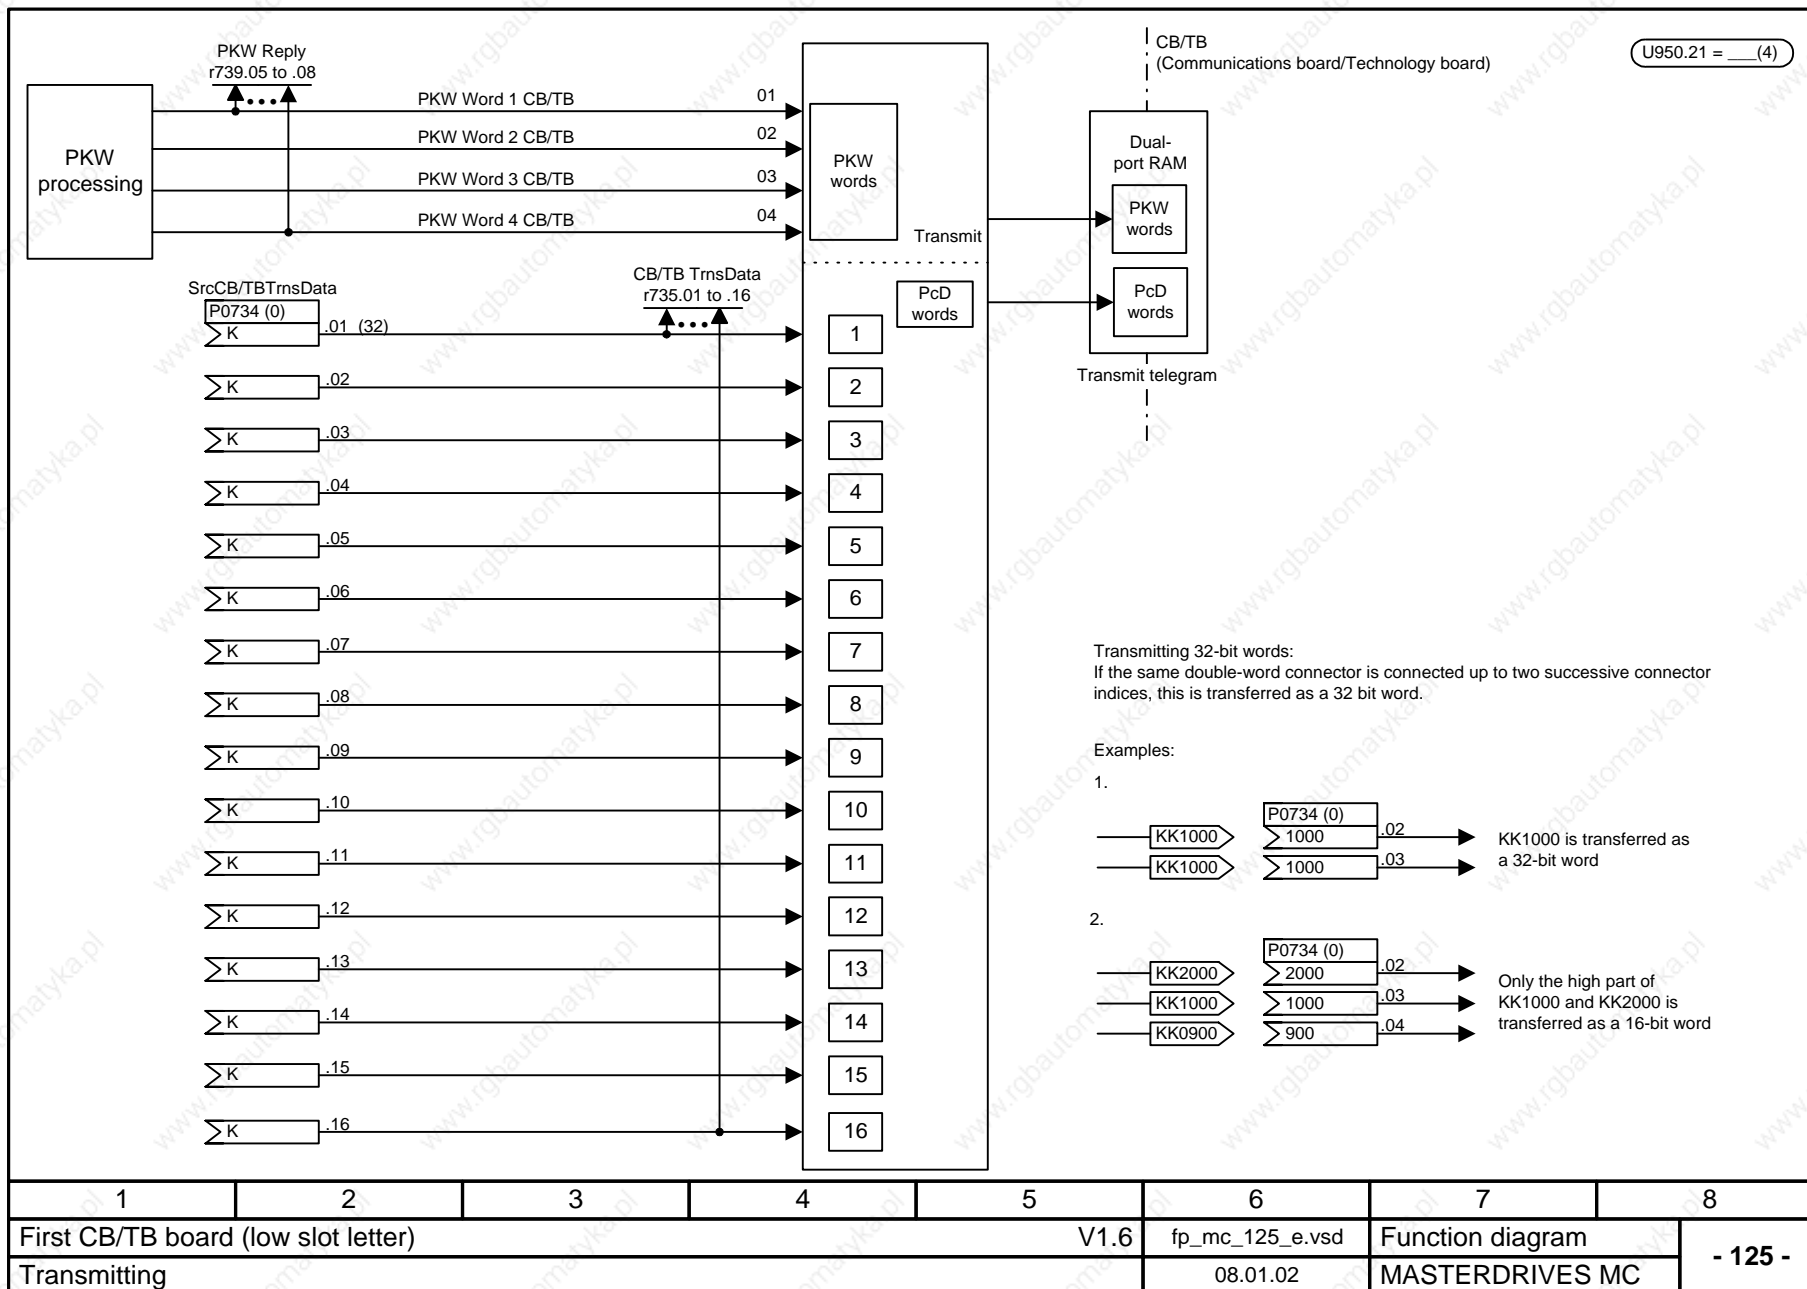 PKW Reply
r739.05 to .08
CB/TB
(Communications board/Technology board)
U950.21 = ___(4)
PKW
processing
PKW Word 1 CB/TB 01
PKW Word 2 CB/TB 02
PKW Word 3 CB/TB 03
PKW Word 4 CB/TB 04
PKW
words
Transmit
PcD
words
Dual-
port RAM
PKW
words
PcD
words
Transmit telegram
SrcCB/TBTrnsData
P0734 (0)
CB/TB TrnsData
r735.01 to .16
K .01 (32) 1
K .02 2
K .03 3
K .04 4
K .05 5
K .06 6
K .07 7
K .08 8
K .09 9
K .10 10
K .11 11
K .12 12
K .13 13
K .14 14
K .15 15
K .16 16
Transmitting 32-bit words:
If the same double-word connector is connected up to two successive connector
indices, this is transferred as a 32 bit word.
Examples:
1.
P0734 (0)
KK1000 1000 .02
KK1000 1000 .03
KK1000 is transferred as
a 32-bit word
2.
P0734 (0)
KK2000 2000 .02
KK1000 1000 .03
KK0900 900 .04
Only the high part of
KK1000 and KK2000 is
transferred as a 16-bit word
1 2 3 4 5 6 7 8
First CB/TB board (low slot letter) V1.6 fp_mc_125_e.vsd Function diagram
- 125 -
Transmitting 08.01.02 MASTERDRIVES MC
www.rgbautomatyka.pl